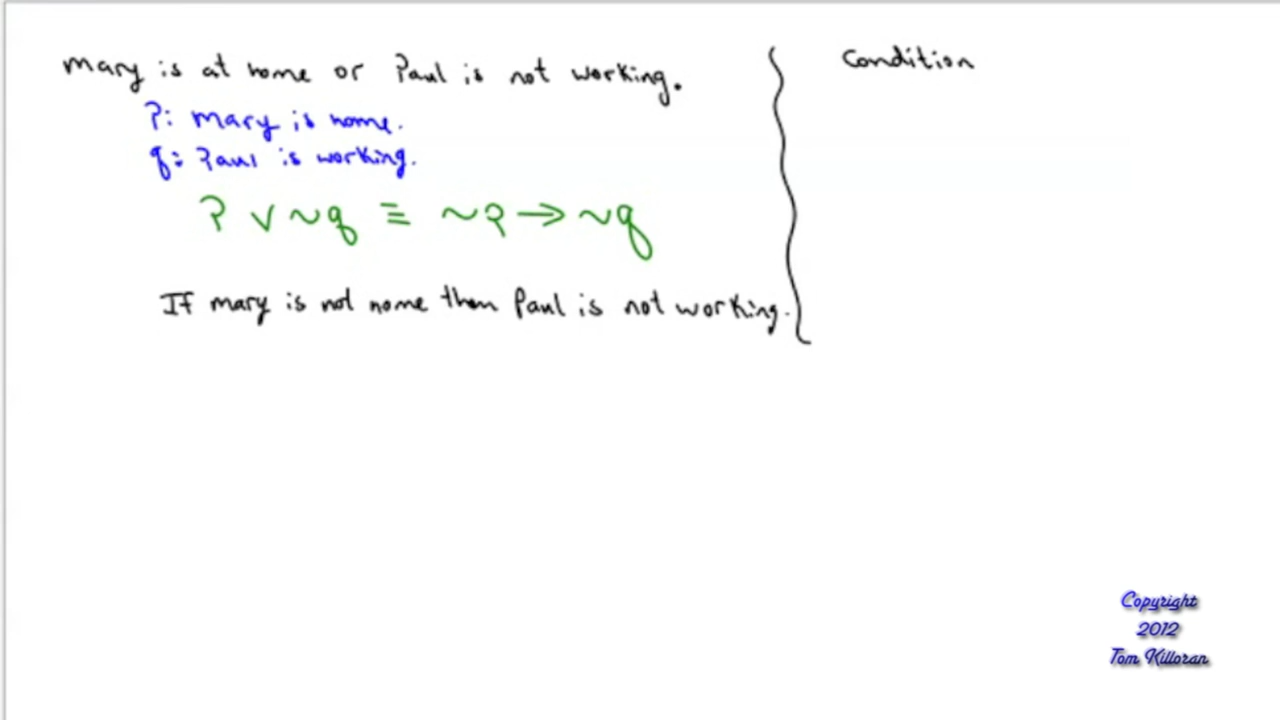 Mary is at home or Paul is not working.
P: Mary is home.
q: Paul is working.
P ∨ ~q ≡ ~P → ~q
If Mary is not home then Paul is not working.
Condition
Copyright
2012
Tom Killoran